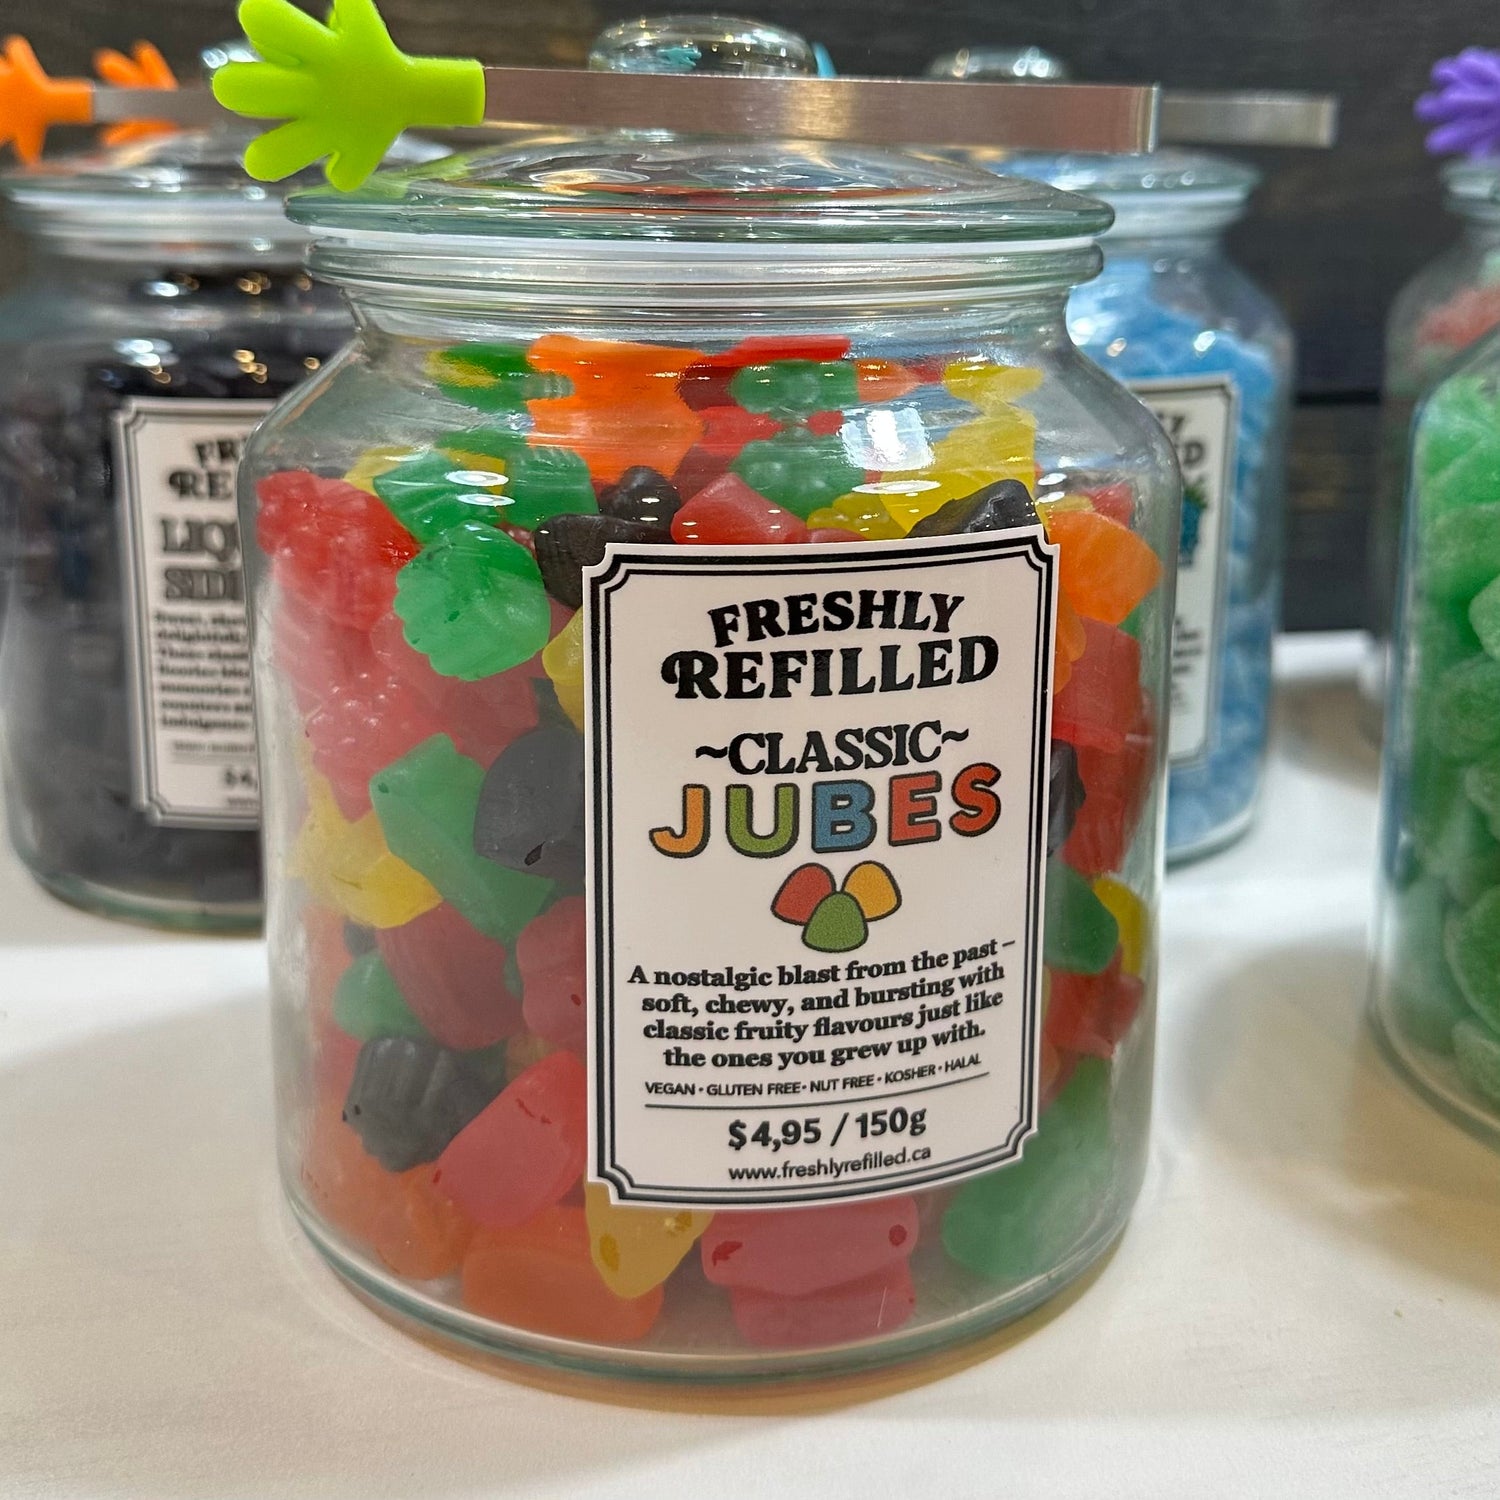 FRESHLY
REFILLED
~CLASSIC~
JUBES
A nostalgic blast from the past –
soft, chewy, and bursting with
classic fruity flavours just like
the ones you grew up with.
VEGAN • GLUTEN FREE • NUT FREE • KOSHER • HALAL
$4,95 / 150g
www.freshlyrefilled.ca